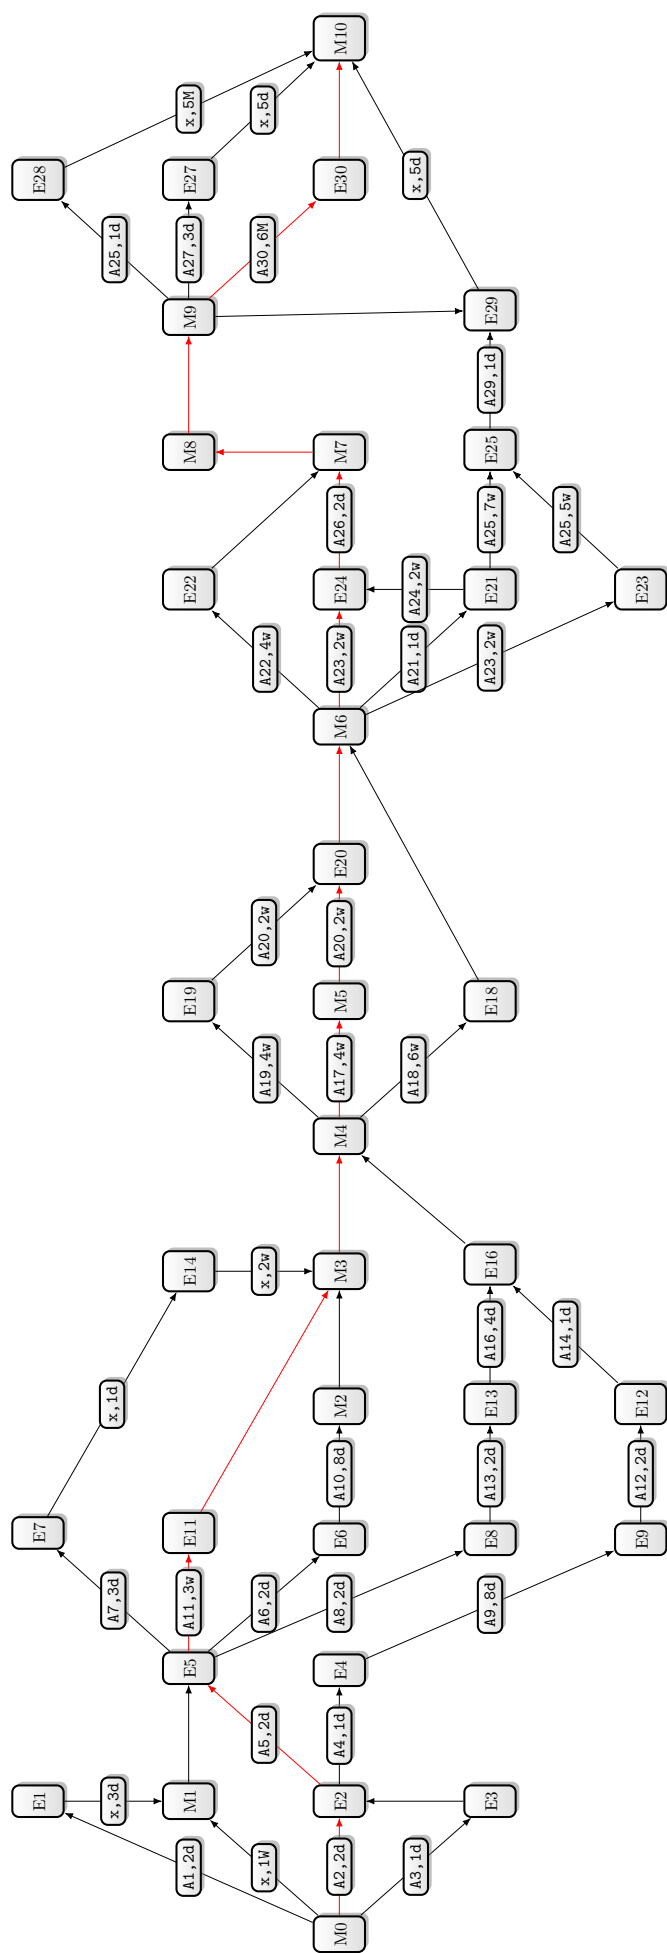 E1
E7
E28
x,3d
A7,3d
x,1d
A25,1d
A1,2d
M1
E5
A11,3w
E11
E14
E19
E22
M8
M9
A27,3d
E27
x,5M
x,1W
A5,2d
A6,2d
x,2w
A19,4w
A20,2w
A22,4w
A30,6M
x,5d
M0
A2,2d
E2
A4,1d
E4
A8,2d
E6
A10,8d
M2
M3
M4
A17,4w
M5
A20,2w
E20
M6
A23,2w
E24
A26,2d
M7
E30
M10
A3,1d
A18,6w
A21,1d
A24,2w
x,5d
E3
A9,8d
E8
A13,2d
E13
A16,4d
E16
E18
A23,2w
E21
A25,7w
E25
A29,1d
E29
A14,1d
A25,5w
E9
A12,2d
E12
E23